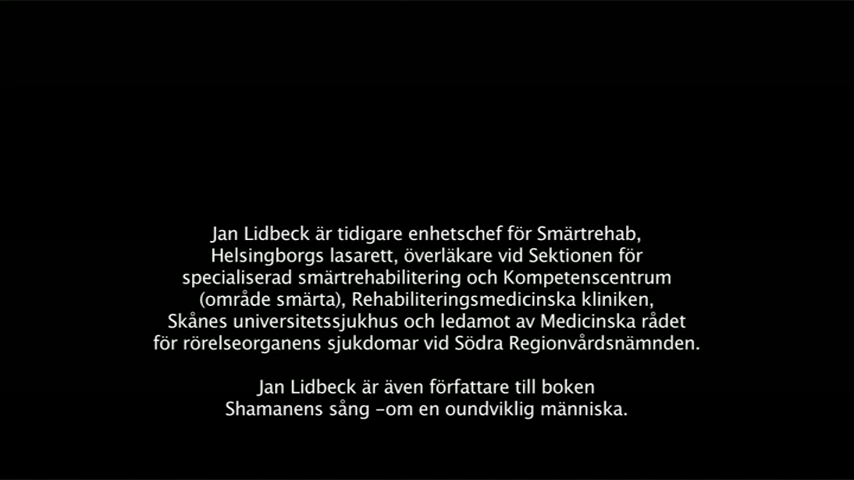 Jan Lidbeck är tidigare enhetschef för Smärtrehab,
Helsingborgs lasarett, överläkare vid Sektionen för
specialiserad smärtrehabilitering och Kompetenscentrum
(område smärta), Rehabiliteringsmedicinska kliniken,
Skånes universitetssjukhus och ledamot av Medicinska rådet
för rörelseorganens sjukdomar vid Södra Regionvårdsnämnden.
Jan Lidbeck är även författare till boken
Shamanens sång –om en oundviklig människa.